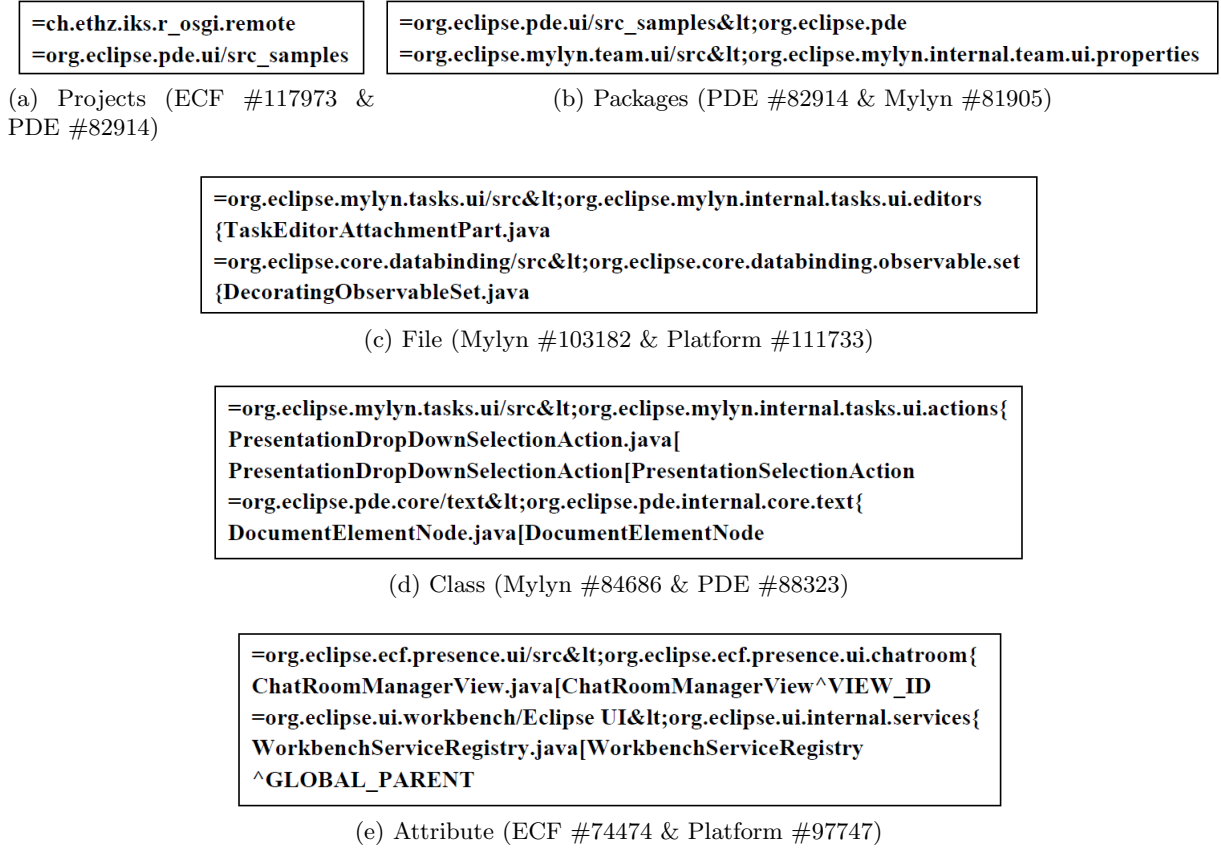 =ch.ethz.iks.r_osgi.remote
=org.eclipse.pde.ui/src_samples
(a) Projects (ECF #117973 &
PDE #82914)
=org.eclipse.pde.ui/src_samples&lt;org.eclipse.pde
=org.eclipse.mylyn.team.ui/src&lt;org.eclipse.mylyn.internal.team.ui.properties
(b) Packages (PDE #82914 & Mylyn #81905)
=org.eclipse.mylyn.tasks.ui/src&lt;org.eclipse.mylyn.internal.tasks.ui.editors
{TaskEditorAttachmentPart.java
=org.eclipse.core.databinding/src&lt;org.eclipse.core.databinding.observable.set
{DecoratingObservableSet.java
(c) File (Mylyn #103182 & Platform #111733)
=org.eclipse.mylyn.tasks.ui/src&lt;org.eclipse.mylyn.internal.tasks.ui.actions{
PresentationDropDownSelectionAction.java[
PresentationDropDownSelectionAction[PresentationSelectionAction
=org.eclipse.pde.core/text&lt;org.eclipse.pde.internal.core.text{
DocumentElementNode.java[DocumentElementNode
(d) Class (Mylyn #84686 & PDE #88323)
=org.eclipse.ecf.presence.ui/src&lt;org.eclipse.ecf.presence.ui.chatroom{
ChatRoomManagerView.java[ChatRoomManagerView^VIEW_ID
=org.eclipse.ui.workbench/Eclipse UI&lt;org.eclipse.ui.internal.services{
WorkbenchServiceRegistry.java[WorkbenchServiceRegistry
^GLOBAL_PARENT
(e) Attribute (ECF #74474 & Platform #97747)